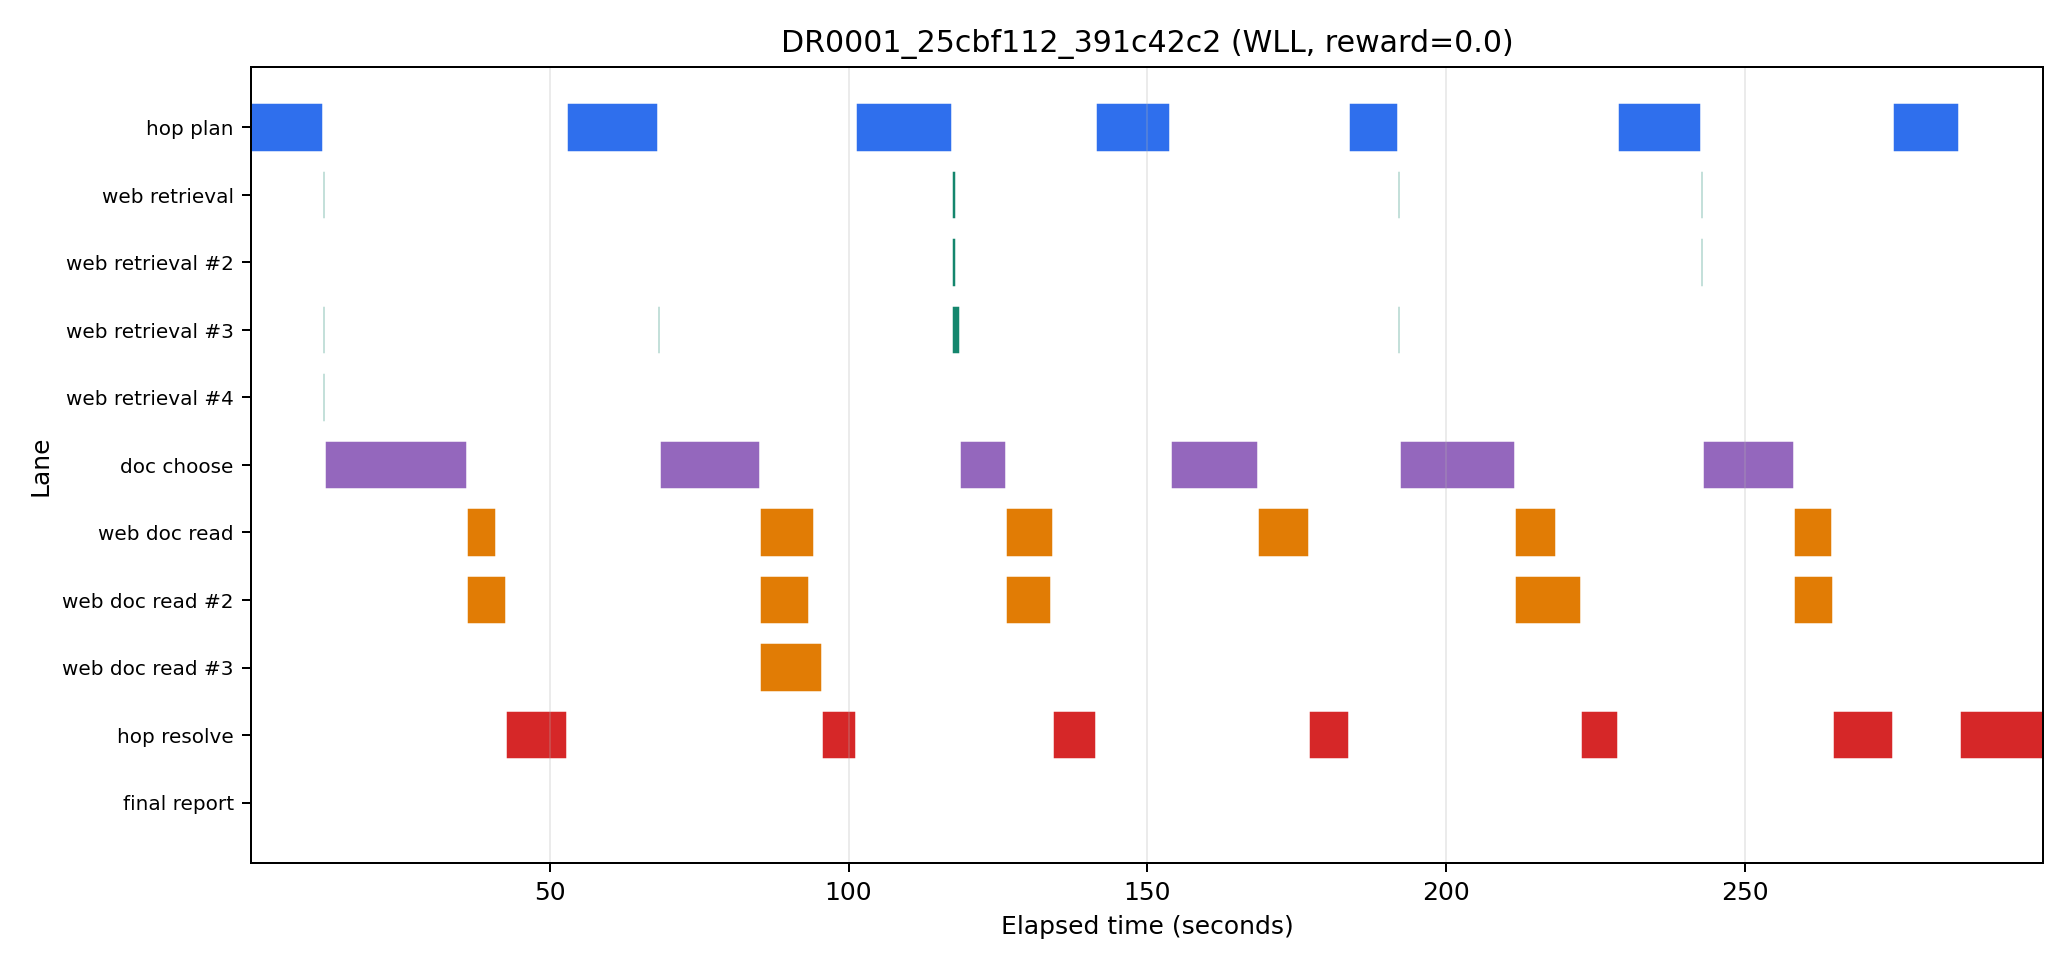 DR0001_25cbf112_391c42c2 (WLL, reward=0.0)
Lane
hop plan
web retrieval
web retrieval #2
web retrieval #3
web retrieval #4
doc choose
web doc read
web doc read #2
web doc read #3
hop resolve
final report
50 100 150 200 250
Elapsed time (seconds)